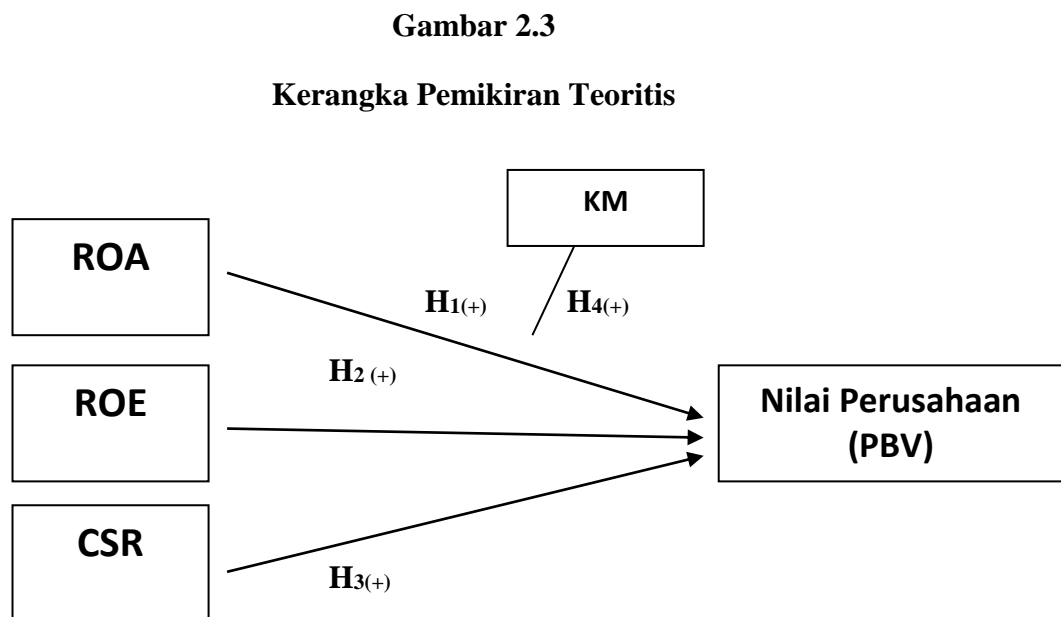 Gambar 2.3
Kerangka Pemikiran Teoritis
KM
ROA
H1(+)
H4(+)
H2 (+)
ROE
Nilai Perusahaan
(PBV)
CSR
H3(+)